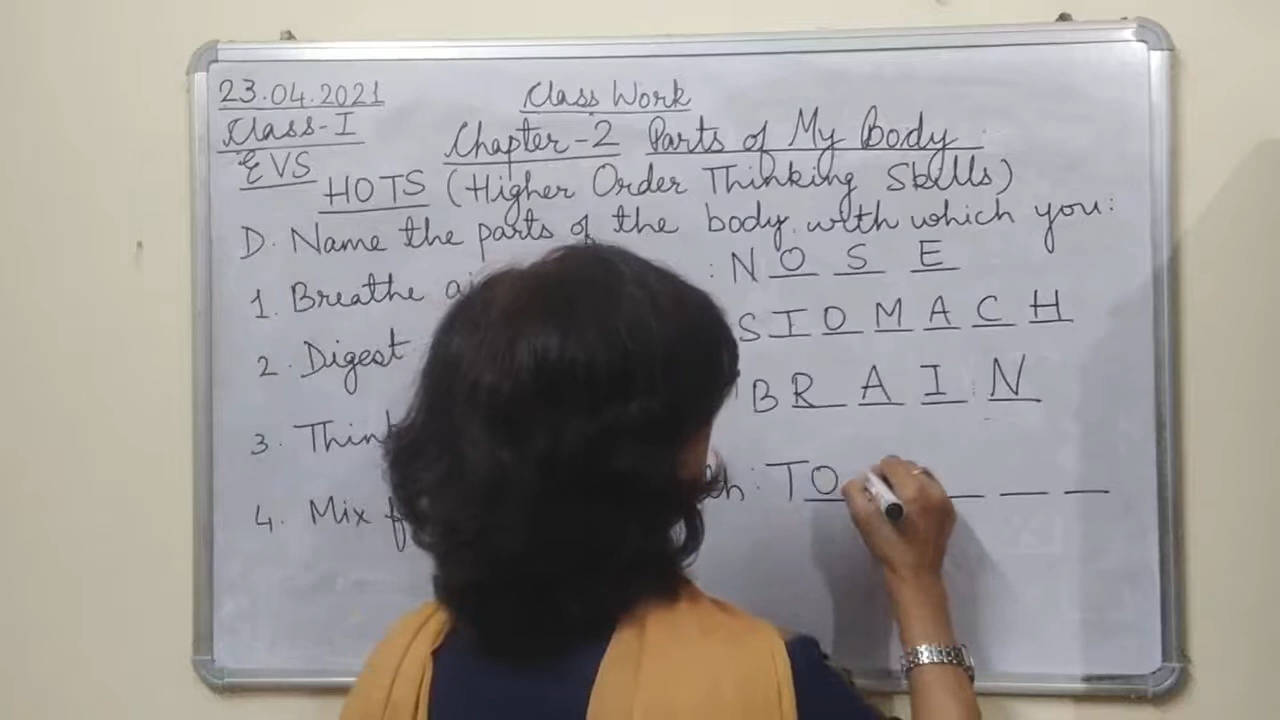 23.04.2021 Class Work
Class-I Chapter-2 Parts of My Body
EVS
HOTS (Higher Order Thinking Skills)
D. Name the parts of the body with which you:
1. Breathe : N O S E
2. Digest S I O M A C H
3. Think B R A I N
4. Mix : T O _ _ _